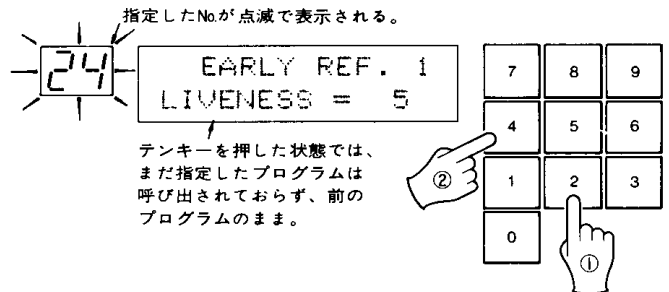 指定したNo.が点滅で表示される。
24
EARLY REF. 1
LIVENESS = 5
テンキーを押した状態では、
まだ指定したプログラムは
呼び出されておらず、前の
プログラムのまま。
7 8 9
4 5 6
1 2 3
0
②
①